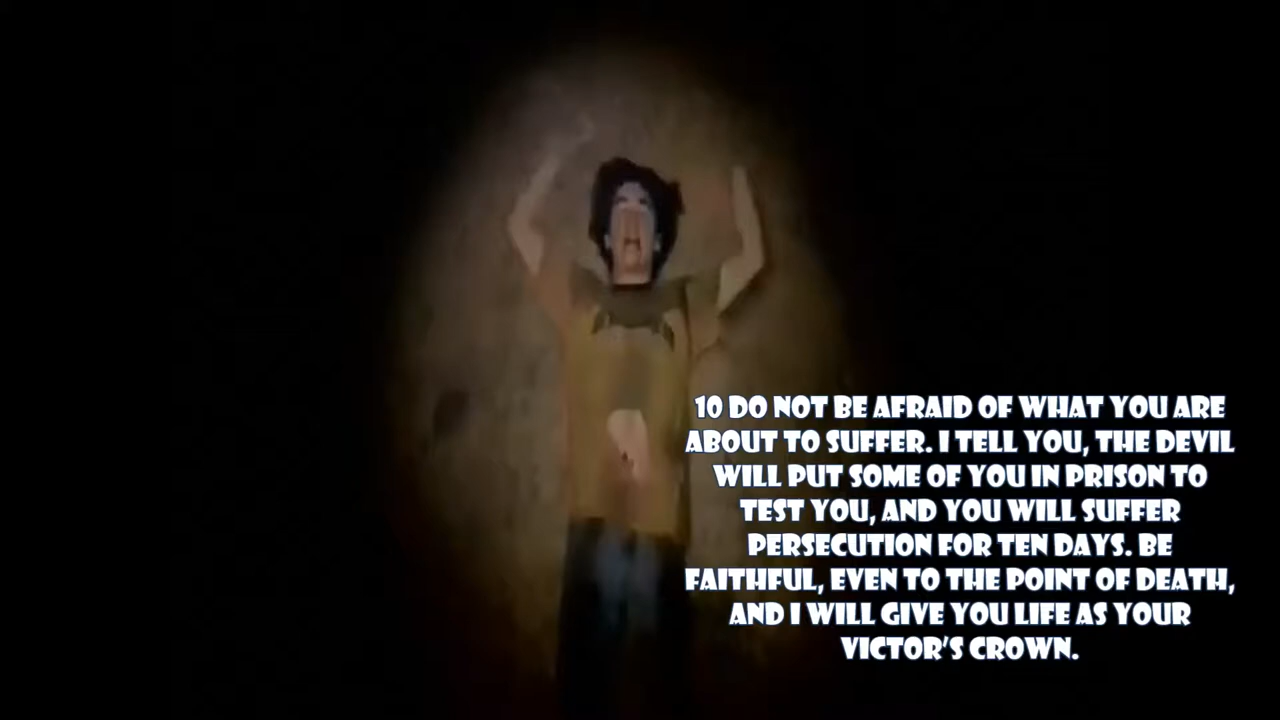 10 DO NOT BE AFRAID OF WHAT YOU ARE
ABOUT TO SUFFER. I TELL YOU, THE DEVIL
WILL PUT SOME OF YOU IN PRISON TO
TEST YOU, AND YOU WILL SUFFER
PERSECUTION FOR TEN DAYS. BE
FAITHFUL, EVEN TO THE POINT OF DEATH,
AND I WILL GIVE YOU LIFE AS YOUR
VICTOR'S CROWN.